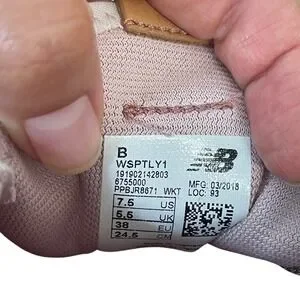 B
WSPTLY1
191902142803
6755000
PPBJR8671 WKT
MFG: 03/2018
LOC: 93
7.5 US
5.5 UK
38 EU
24.5 CM